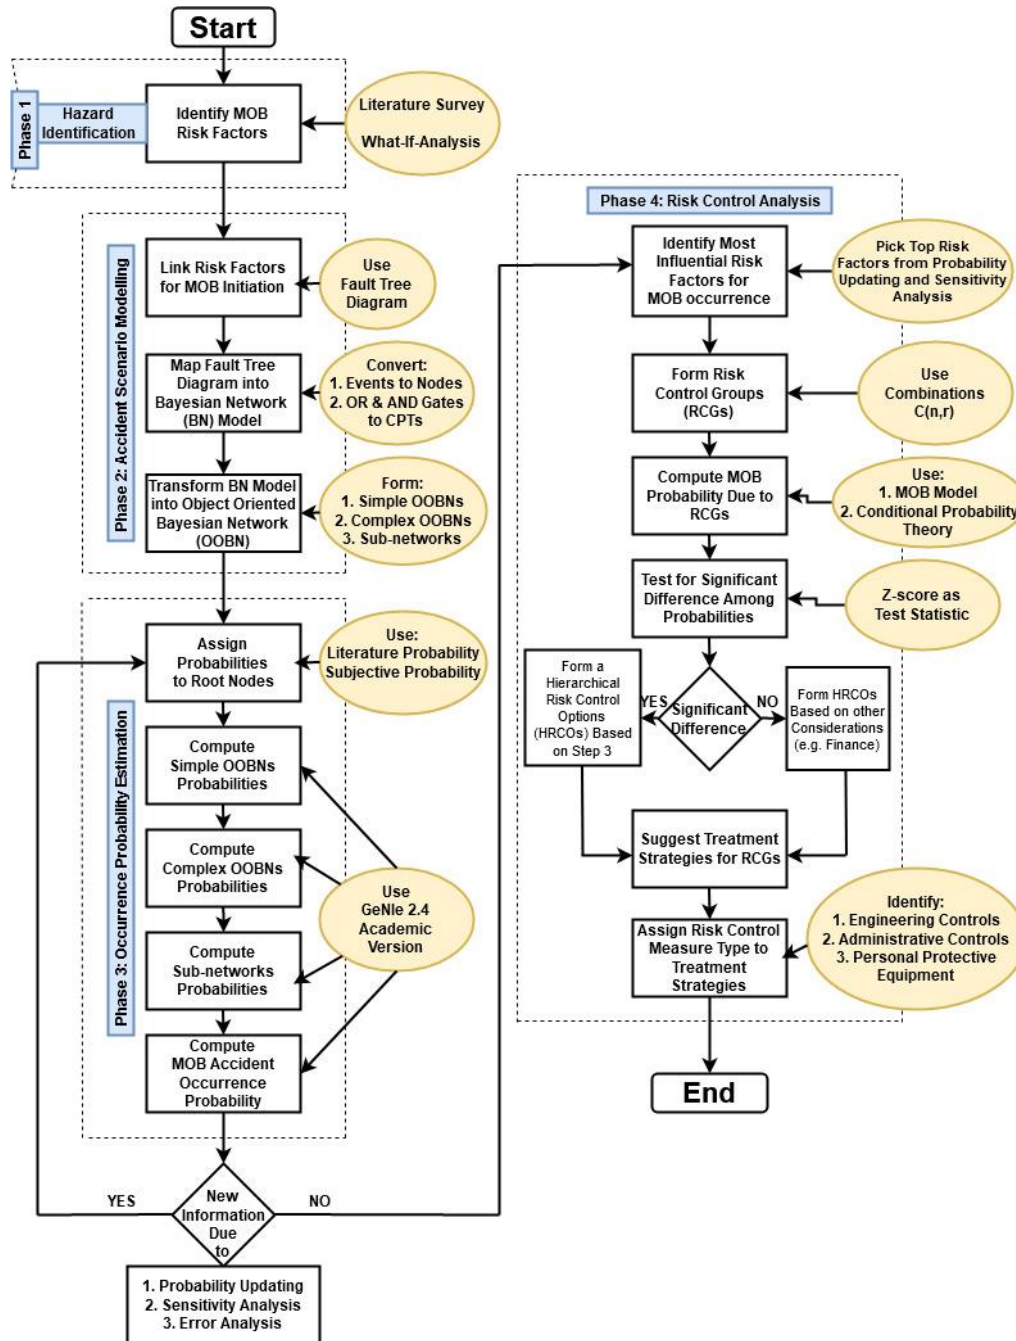 Start
Phase 1
Hazard
Identification
Identify MOB
Risk Factors
Literature Survey
What-If-Analysis
Phase 2: Accident Scenario Modelling
Link Risk Factors
for MOB Initiation
Use
Fault Tree
Diagram
Map Fault Tree
Diagram into
Bayesian Network
(BN) Model
Convert:
1. Events to Nodes
2. OR & AND Gates
to CPTs
Transform BN Model
into Object Oriented
Bayesian Network
(OOBN)
Form:
1. Simple OOBNs
2. Complex OOBNs
3. Sub-networks
Phase 3: Occurrence Probability Estimation
Assign
Probabilities
to Root Nodes
Use:
Literature Probability
Subjective Probability
Compute
Simple OOBNs
Probabilities
Compute
Complex OOBNs
Probabilities
Compute
Sub-networks
Probabilities
Compute
MOB Accident
Occurrence
Probability
Use
GeNIe 2.4
Academic
Version
YES
New
Information
Due
to
NO
1. Probability Updating
2. Sensitivity Analysis
3. Error Analysis
Phase 4: Risk Control Analysis
Identify Most
Influential Risk
Factors for
MOB occurrence
Pick Top Risk
Factors from Probability
Updating and Sensitivity
Analysis
Form Risk
Control Groups
(RCGs)
Use
Combinations
C(n,r)
Compute MOB
Probability Due to
RCGs
Use:
1. MOB Model
2. Conditional Probability
Theory
Test for Significant
Difference Among
Probabilities
Z-score as
Test Statistic
Form a
Hierarchical
Risk Control
Options
(HRCOs) Based
on Step 3
YES
Significant
Difference
NO
Form HRCOs
Based on other
Considerations
(e.g. Finance)
Suggest Treatment
Strategies for RCGs
Assign Risk Control
Measure Type to
Treatment
Strategies
Identify:
1. Engineering Controls
2. Administrative Controls
3. Personal Protective
Equipment
End